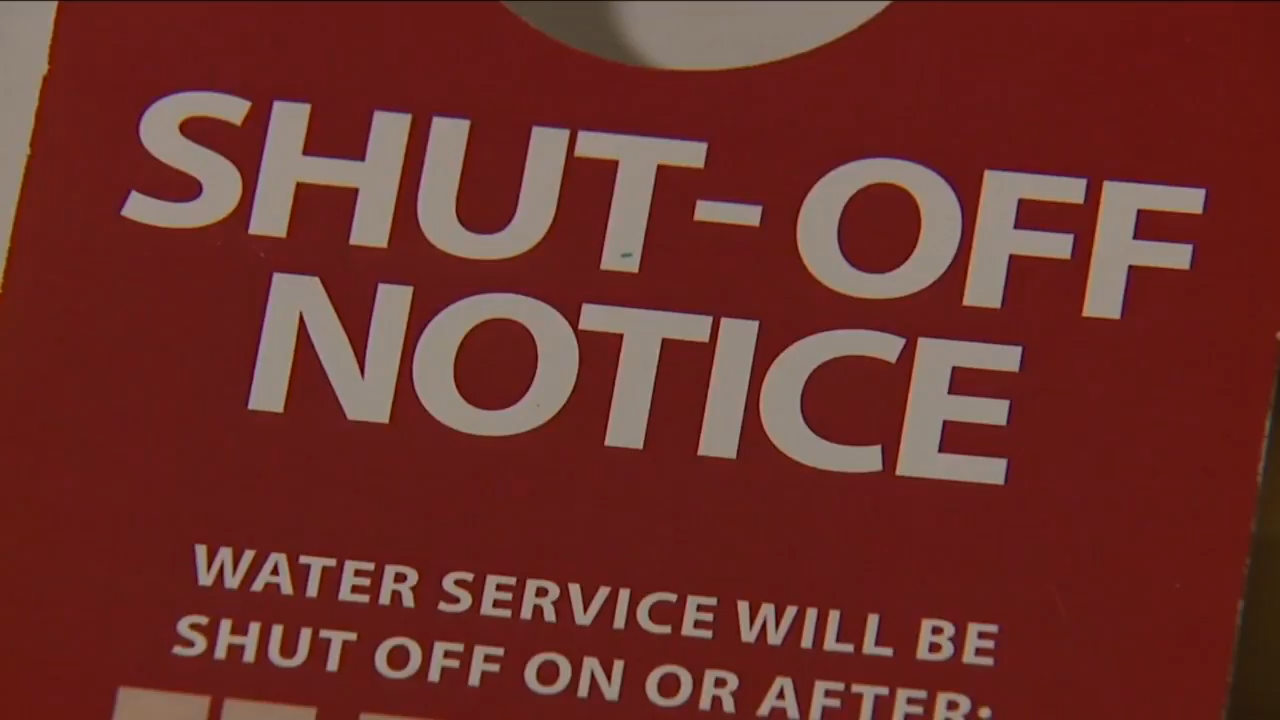 SHUT-OFF
NOTICE
WATER SERVICE WILL BE
SHUT OFF ON OR AFTER: